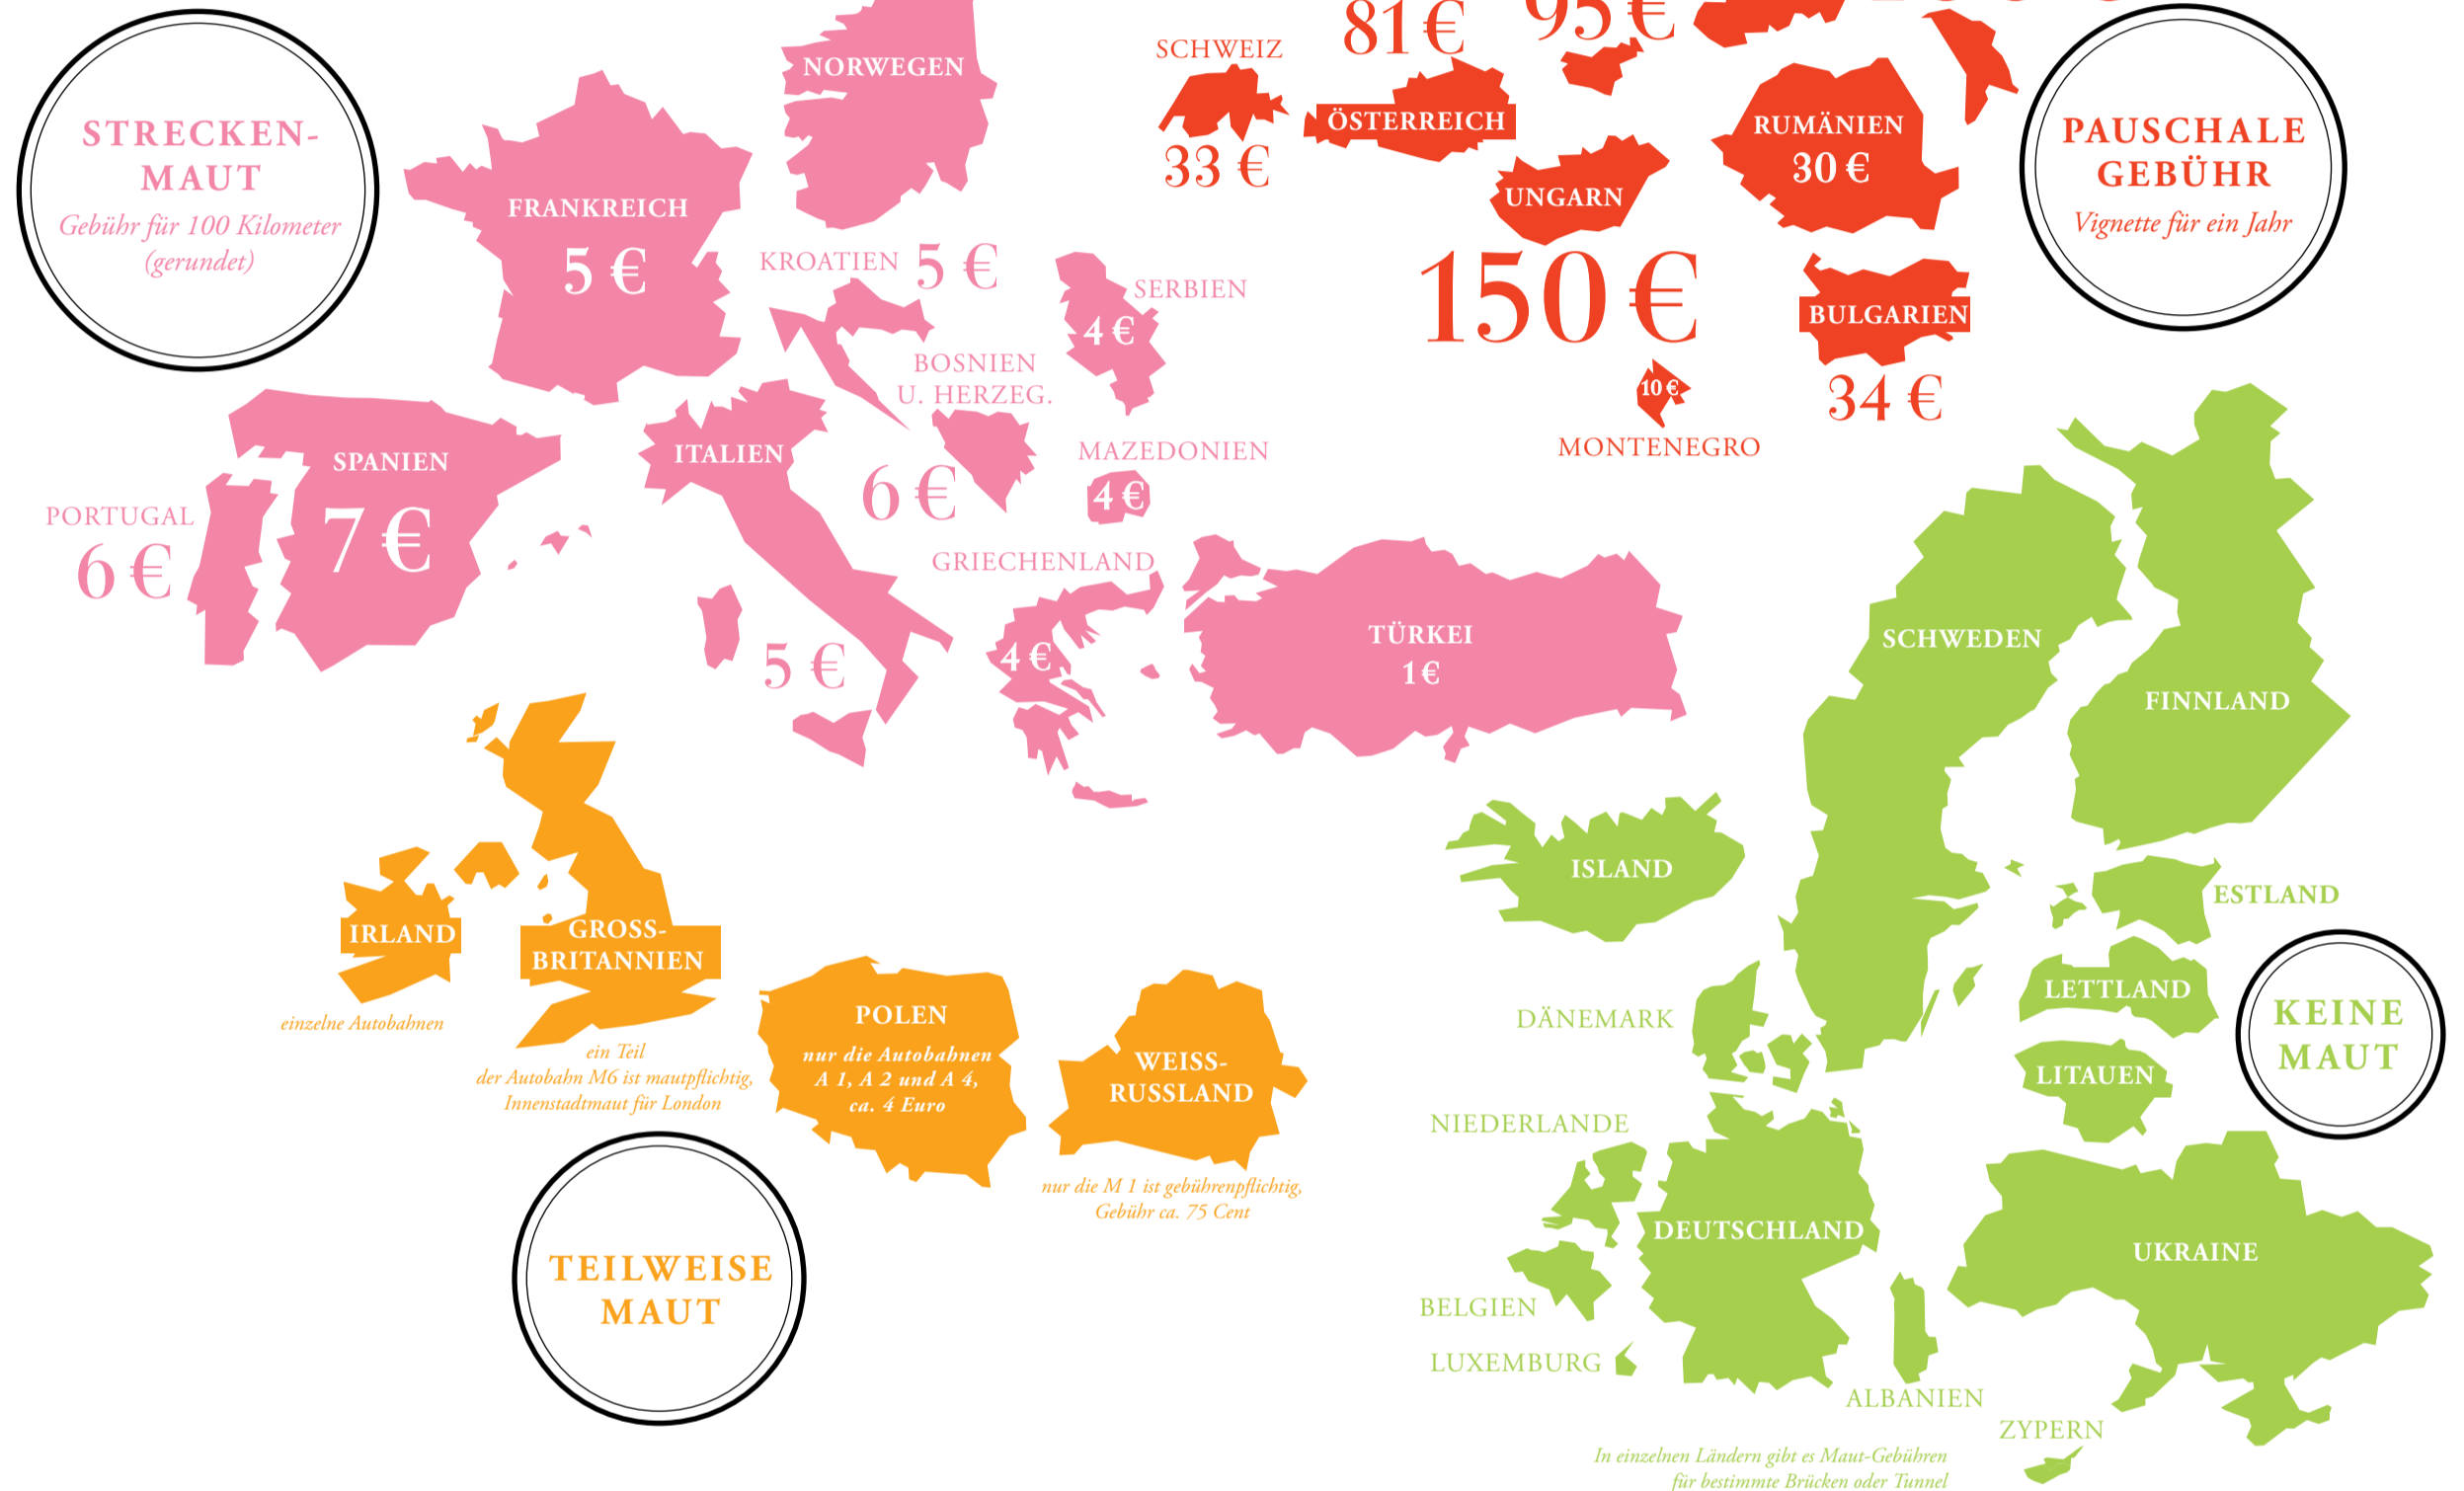 STRECKEN-
MAUT
Gebühr für 100 Kilometer
(gerundet)
NORWEGEN
FRANKREICH
5 €
KROATIEN 5 €
SERBIEN
4 €
BOSNIEN
U. HERZEG.
6 €
SPANIEN
7 €
PORTUGAL
6 €
ITALIEN
5 €
MAZEDONIEN
4 €
GRIECHENLAND
4 €
TÜRKEI
1 €
SCHWEIZ
33 €
81 €
ÖSTERREICH
95 €
UNGARN
150 €
RUMÄNIEN
30 €
BULGARIEN
34 €
10 €
MONTENEGRO
PAUSCHALE
GEBÜHR
Vignette für ein Jahr
IRLAND
einzelne Autobahnen
GROSS-
BRITANNIEN
ein Teil
der Autobahn M6 ist mautpflichtig,
Innenstadtmaut für London
POLEN
nur die Autobahnen
A 1, A 2 und A 4,
ca. 4 Euro
WEISS-
RUSSLAND
nur die M 1 ist gebührenpflichtig,
Gebühr ca. 75 Cent
TEILWEISE
MAUT
SCHWEDEN
FINNLAND
ISLAND
ESTLAND
LETTLAND
LITAUEN
DÄNEMARK
NIEDERLANDE
DEUTSCHLAND
BELGIEN
LUXEMBURG
ALBANIEN
UKRAINE
ZYPERN
KEINE
MAUT
In einzelnen Ländern gibt es Maut-Gebühren
für bestimmte Brücken oder Tunnel